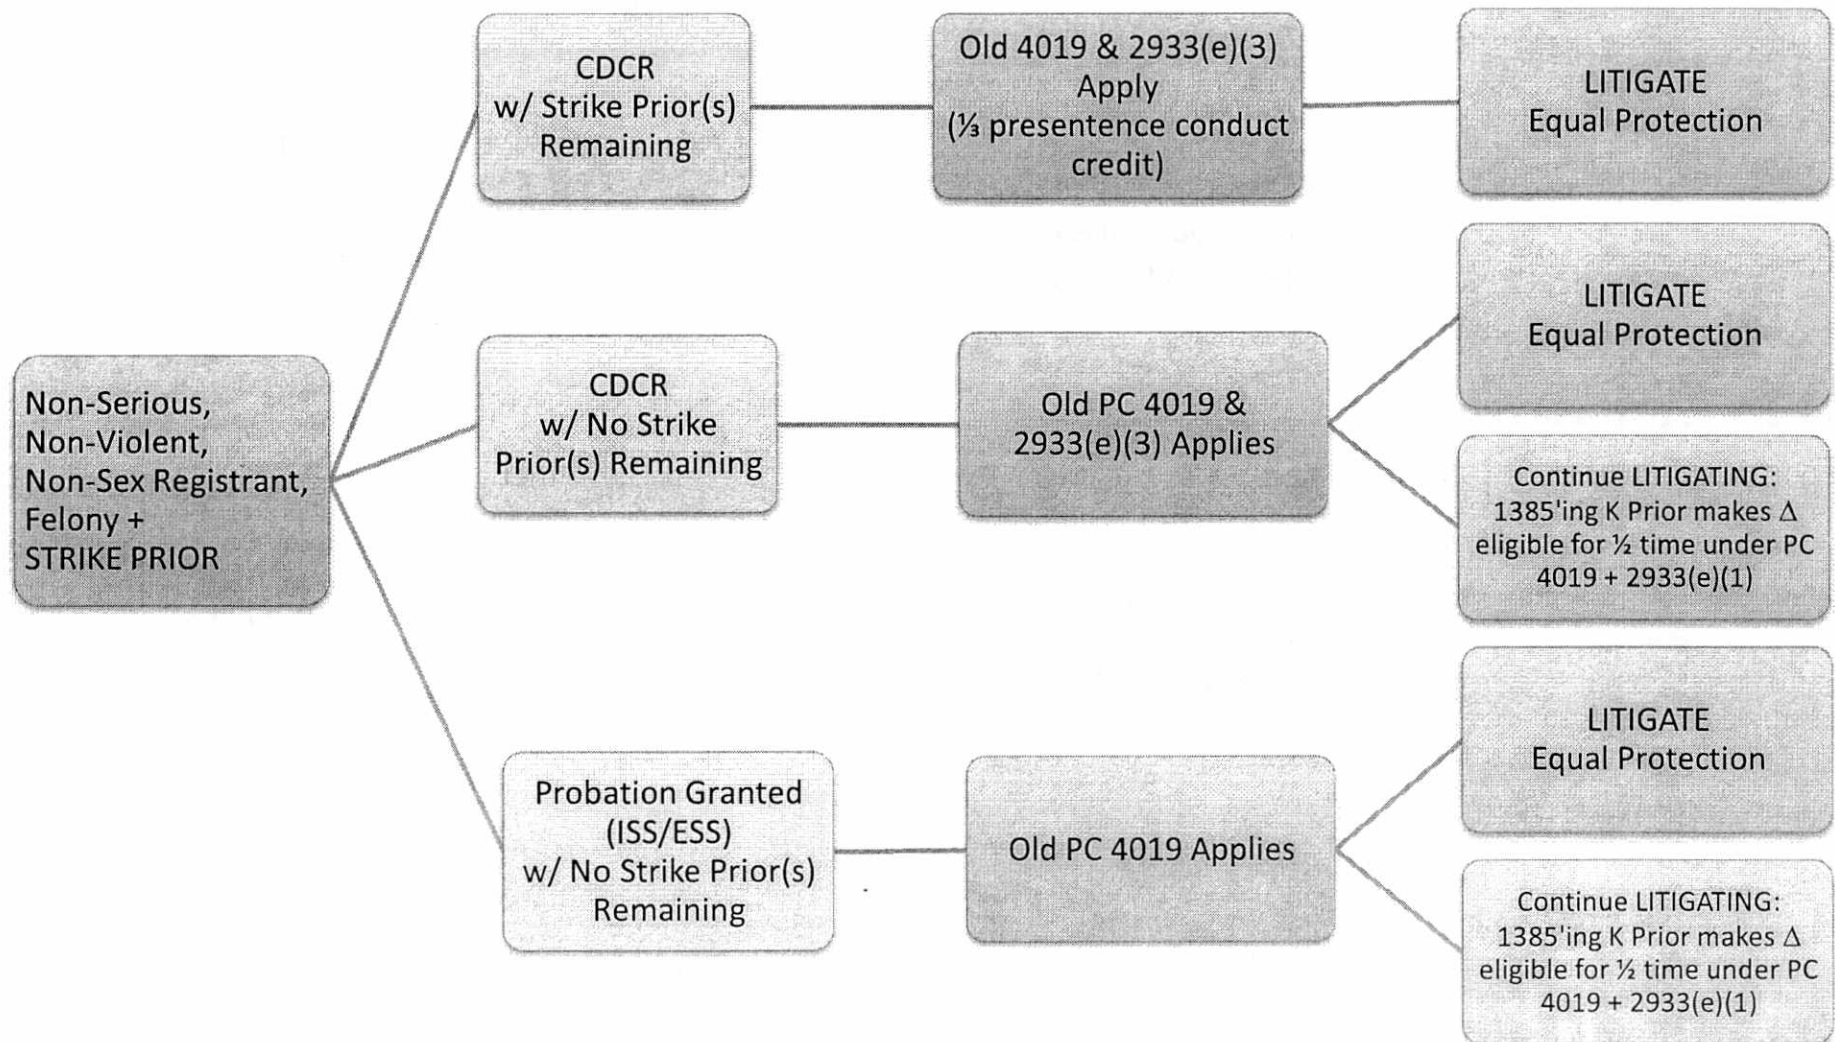 Non-Serious,
Non-Violent,
Non-Sex Registrant,
Felony +
STRIKE PRIOR
CDCR
w/ Strike Prior(s)
Remaining
Old 4019 & 2933(e)(3)
Apply
(⅓ presentence conduct
credit)
LITIGATE
Equal Protection
CDCR
w/ No Strike
Prior(s) Remaining
Old PC 4019 &
2933(e)(3) Applies
LITIGATE
Equal Protection
Continue LITIGATING:
1385'ing K Prior makes Δ
eligible for ½ time under PC
4019 + 2933(e)(1)
Probation Granted
(ISS/ESS)
w/ No Strike Prior(s)
Remaining
Old PC 4019 Applies
LITIGATE
Equal Protection
Continue LITIGATING:
1385'ing K Prior makes Δ
eligible for ½ time under PC
4019 + 2933(e)(1)